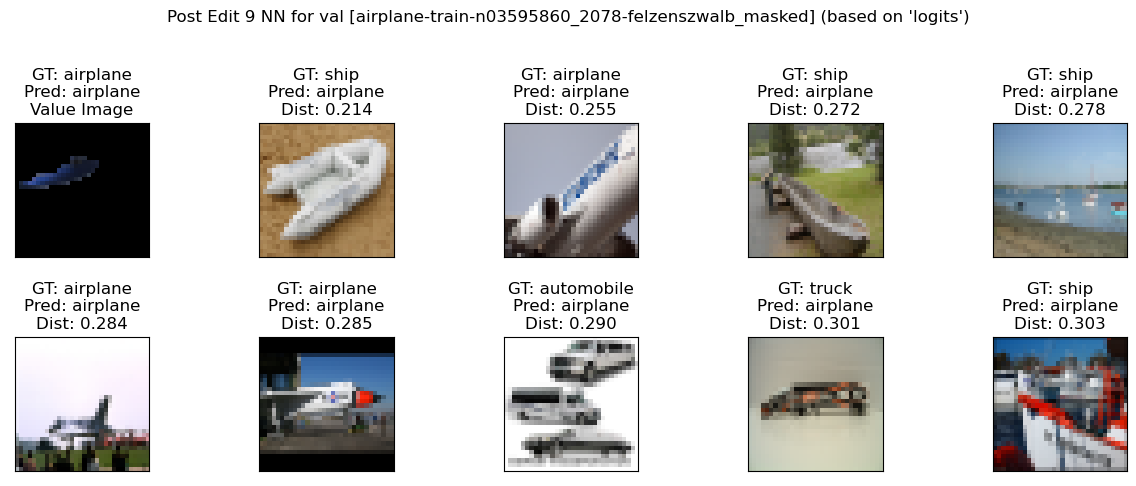 Post Edit 9 NN for val [airplane-train-n03595860_2078-felzenszwalb_masked] (based on 'logits')
GT: airplane
Pred: airplane
Value Image
GT: ship
Pred: airplane
Dist: 0.214
GT: airplane
Pred: airplane
Dist: 0.255
GT: ship
Pred: airplane
Dist: 0.272
GT: ship
Pred: airplane
Dist: 0.278
GT: airplane
Pred: airplane
Dist: 0.284
GT: airplane
Pred: airplane
Dist: 0.285
GT: automobile
Pred: airplane
Dist: 0.290
GT: truck
Pred: airplane
Dist: 0.301
GT: ship
Pred: airplane
Dist: 0.303